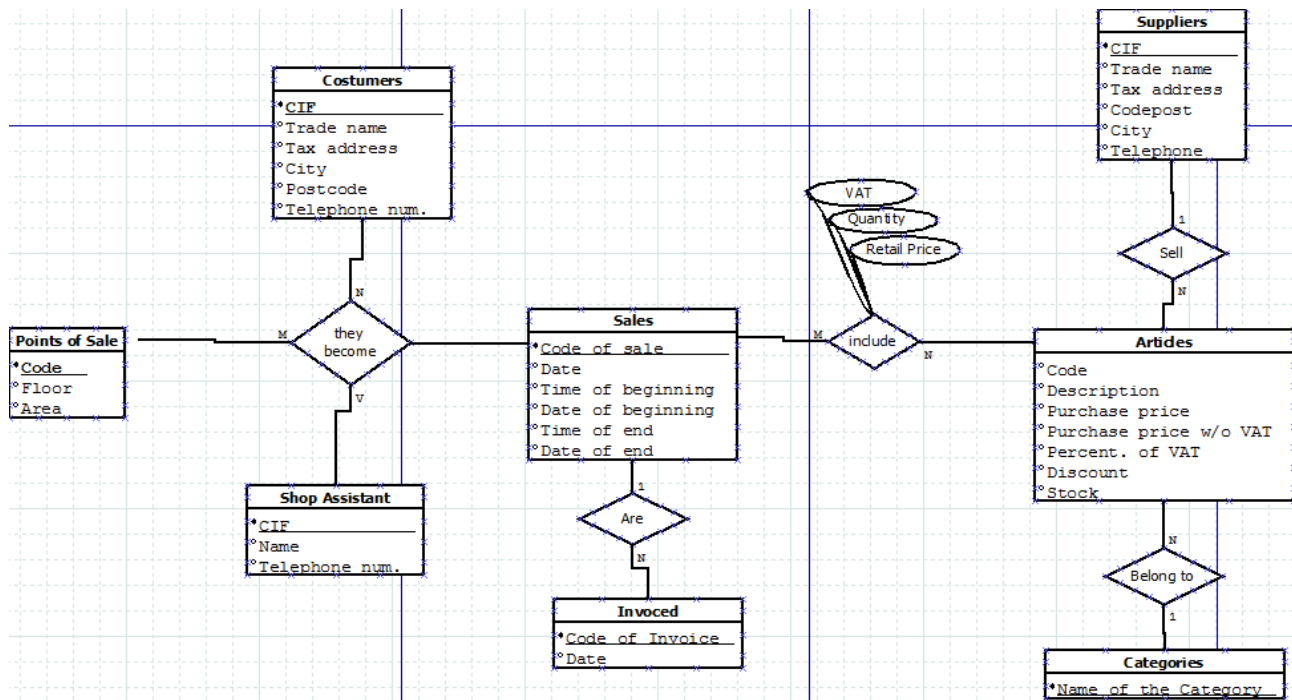 Suppliers
CIF
Trade name
Tax address
Codepost
City
Telephone
Costumers
CIF
Trade name
Tax address
City
Postcode
Telephone num.
VAT
Quantity
Retail Price
1
Sell
N
N
they
become
M
V
Points of Sale
Code
Floor
Area
Sales
Code of sale
Date
Time of beginning
Date of beginning
Time of end
Date of end
M
include
N
Articles
Code
Description
Purchase price
Purchase price w/o VAT
Percent. of VAT
Discount
Stock
Shop Assistant
CIF
Name
Telephone num.
1
Are
N
Invoced
Code of Invoice
Date
N
Belong to
1
Categories
Name of the Category